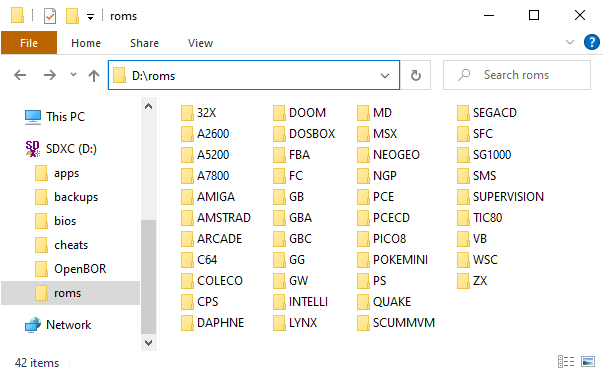 roms
File Home Share View
D:\roms
Search roms
This PC
SDXC (D:)
apps
backups
bios
cheats
OpenBOR
roms
Network
32X
A2600
A5200
A7800
AMIGA
AMSTRAD
ARCADE
C64
COLECO
CPS
DAPHNE
DOOM
DOSBOX
FBA
FC
GB
GBA
GBC
GG
GW
INTELLI
LYNX
MD
MSX
NEOGEO
NGP
PCE
PCECD
PICO8
POKEMINI
PS
QUAKE
SCUMMVM
SEGACD
SFC
SG1000
SMS
SUPERVISION
TIC80
VB
WSC
ZX
42 items